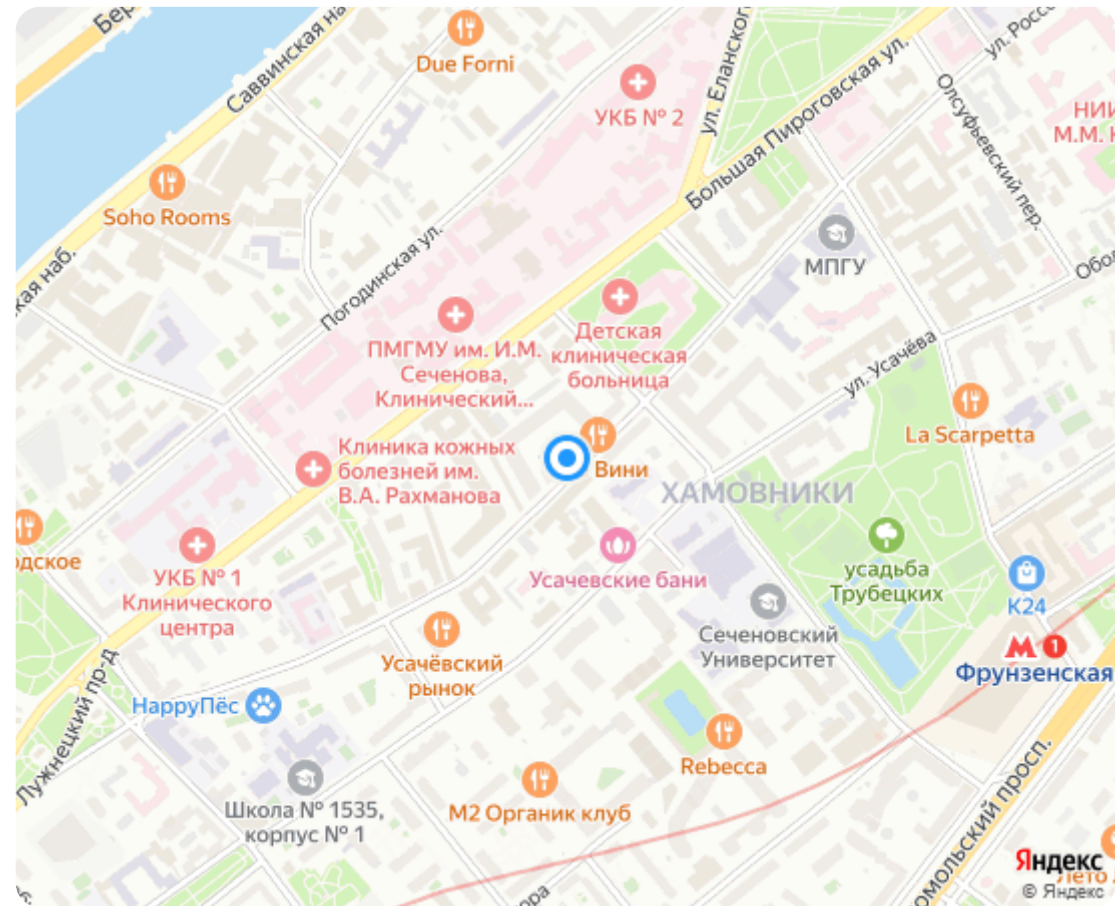 Саввинская на
Due Forni
УКБ № 2
ул. Еланского
Большая Пироговская ул.
Олсуфьевский пер.
Soho Rooms
Погодинская ул.
МПГУ
ПМГМУ им. И.М.
Сеченова,
Клинический...
Детская
клиническая
больница
ул. Усачёва
La Scarpetta
Клиника кожных
болезней им.
В.А. Рахманова
Вини
ХАМОВНИКИ
УКБ № 1
Клинического
центра
Усачевские бани
усадьба
Трубецких
К24
Сеченовский
Университет
М 1
Фрунзенская
Усачёвский
рынок
HappyПёс
Лужнецкий пр-д
Rebecca
Школа № 1535,
корпус № 1
М2 Органик клуб
омольский просп.
Яндекс
© Яндекс